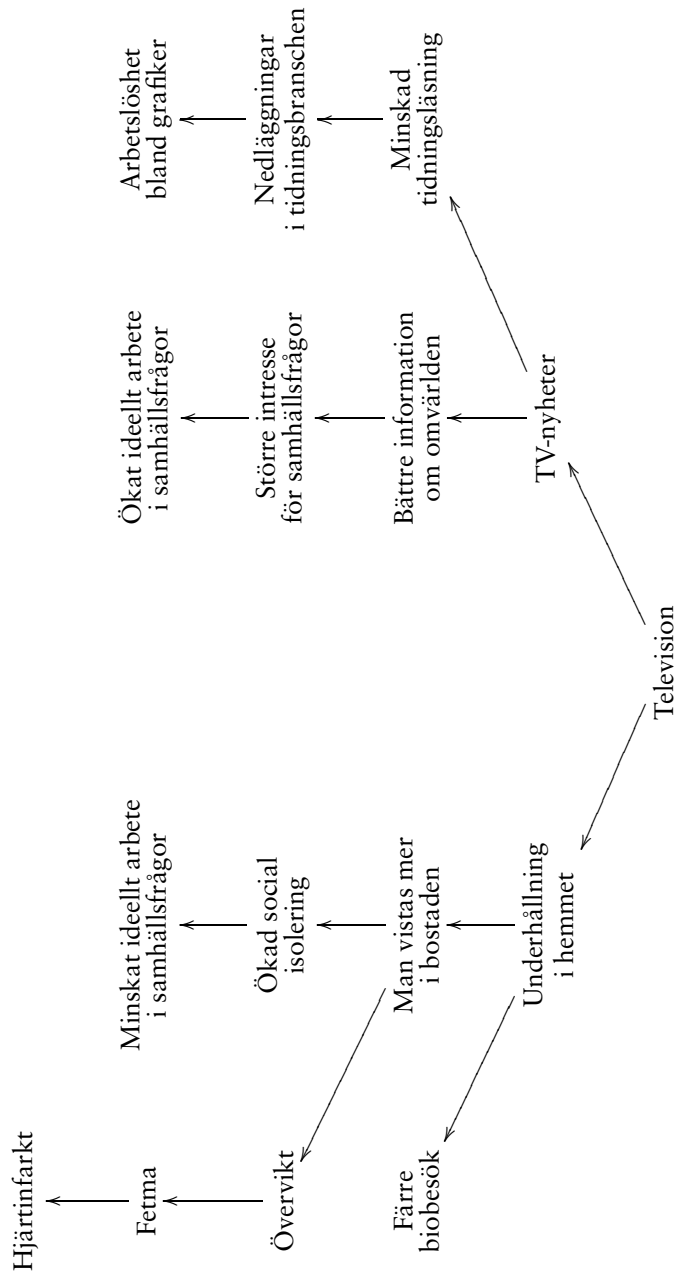 Hjärtinfarkt
Fetma
Övervikt
Färre
biobesök
Minskat ideellt arbete
i samhällsfrågor
Ökad social
isolering
Man vistas mer
i bostaden
Underhållning
i hemmet
Television
Ökat ideellt arbete
i samhällsfrågor
Större intresse
för samhällsfrågor
Bättre information
om omvärlden
TV-nyheter
Arbetslöshet
bland grafiker
Nedläggningar
i tidningsbranschen
Minskad
tidningsläsning